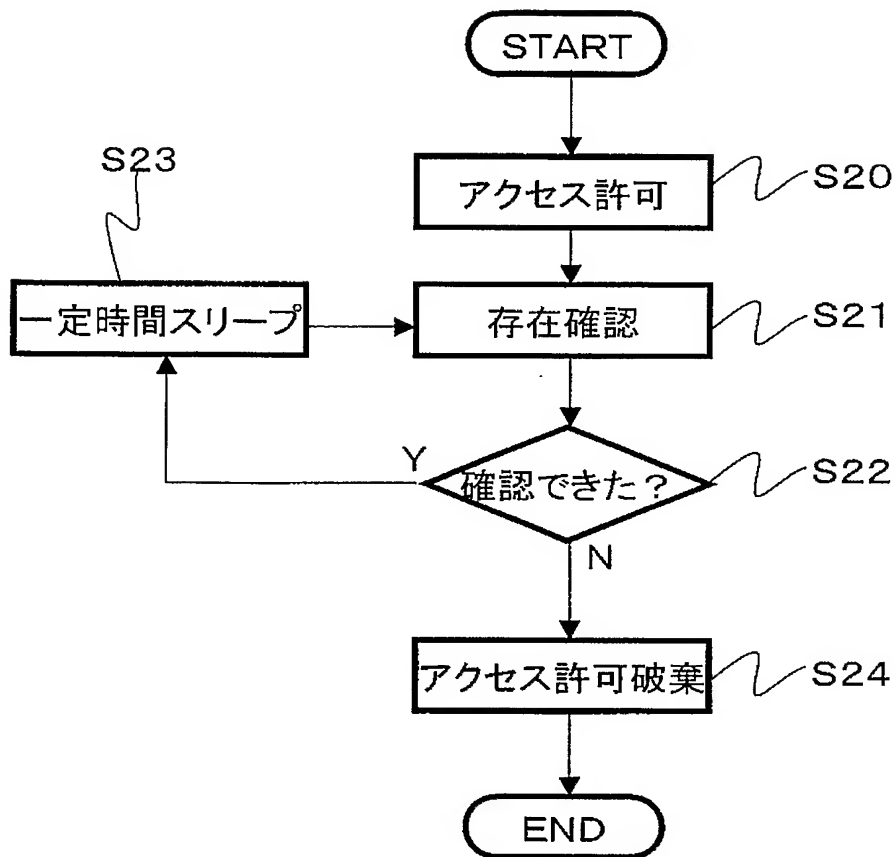 START
S23
アクセス許可
S20
一定時間スリープ
存在確認
S21
Y
確認できた？
S22
N
アクセス許可破棄
S24
END